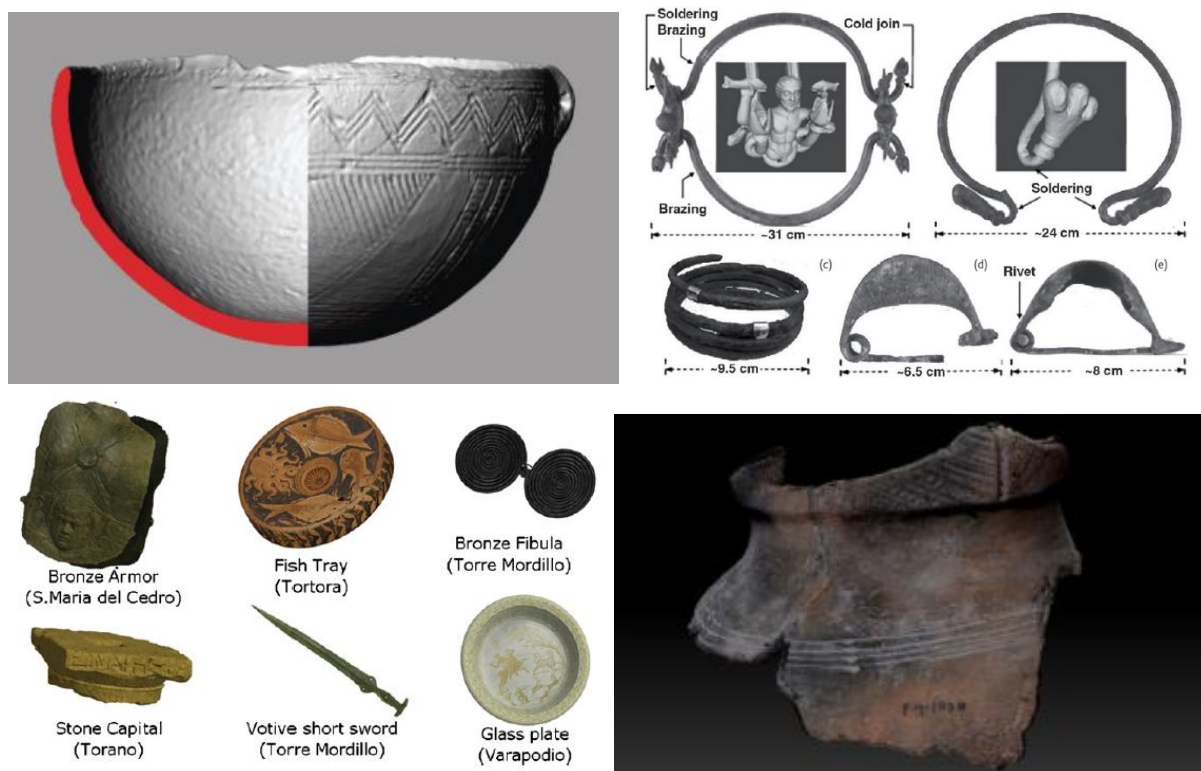 Soldering
Brazing
Cold join
Soldering
Brazing
~31 cm
~24 cm
(c)
(d)
(e)
Rivet
~9.5 cm
~6.5 cm
~8 cm
Bronze Armor
(S.Maria del Cedro)
Fish Tray
(Tortora)
Bronze Fibula
(Torre Mordillo)
Stone Capital
(Torano)
Votive short sword
(Torre Mordillo)
Glass plate
(Varapodio)